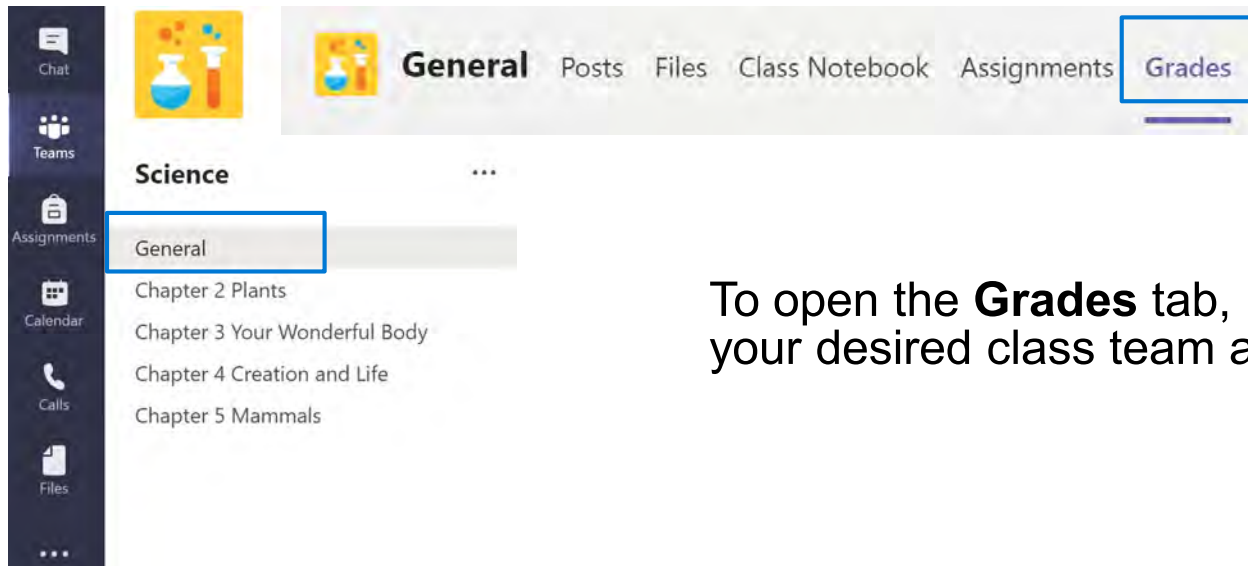 Chat
Teams
Assignments
Calendar
Calls
Files
General Posts Files Class Notebook Assignments Grades
Science
General
Chapter 2 Plants
Chapter 3 Your Wonderful Body
Chapter 4 Creation and Life
Chapter 5 Mammals
To open the Grades tab,
your desired class team